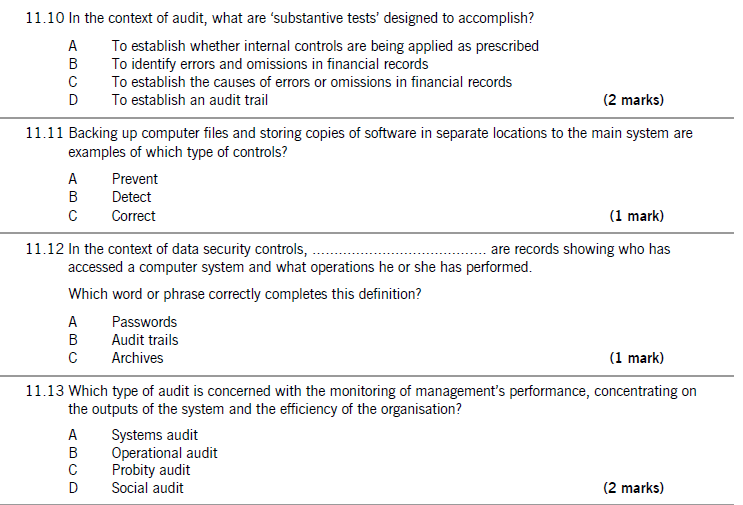 11.10 In the context of audit, what are ‘substantive tests’ designed to accomplish?
A To establish whether internal controls are being applied as prescribed
B To identify errors and omissions in financial records
C To establish the causes of errors or omissions in financial records
D To establish an audit trail (2 marks)
11.11 Backing up computer files and storing copies of software in separate locations to the main system are
examples of which type of controls?
A Prevent
B Detect
C Correct (1 mark)
11.12 In the context of data security controls, ........................................ are records showing who has
accessed a computer system and what operations he or she has performed.
Which word or phrase correctly completes this definition?
A Passwords
B Audit trails
C Archives (1 mark)
11.13 Which type of audit is concerned with the monitoring of management’s performance, concentrating on
the outputs of the system and the efficiency of the organisation?
A Systems audit
B Operational audit
C Probity audit
D Social audit (2 marks)